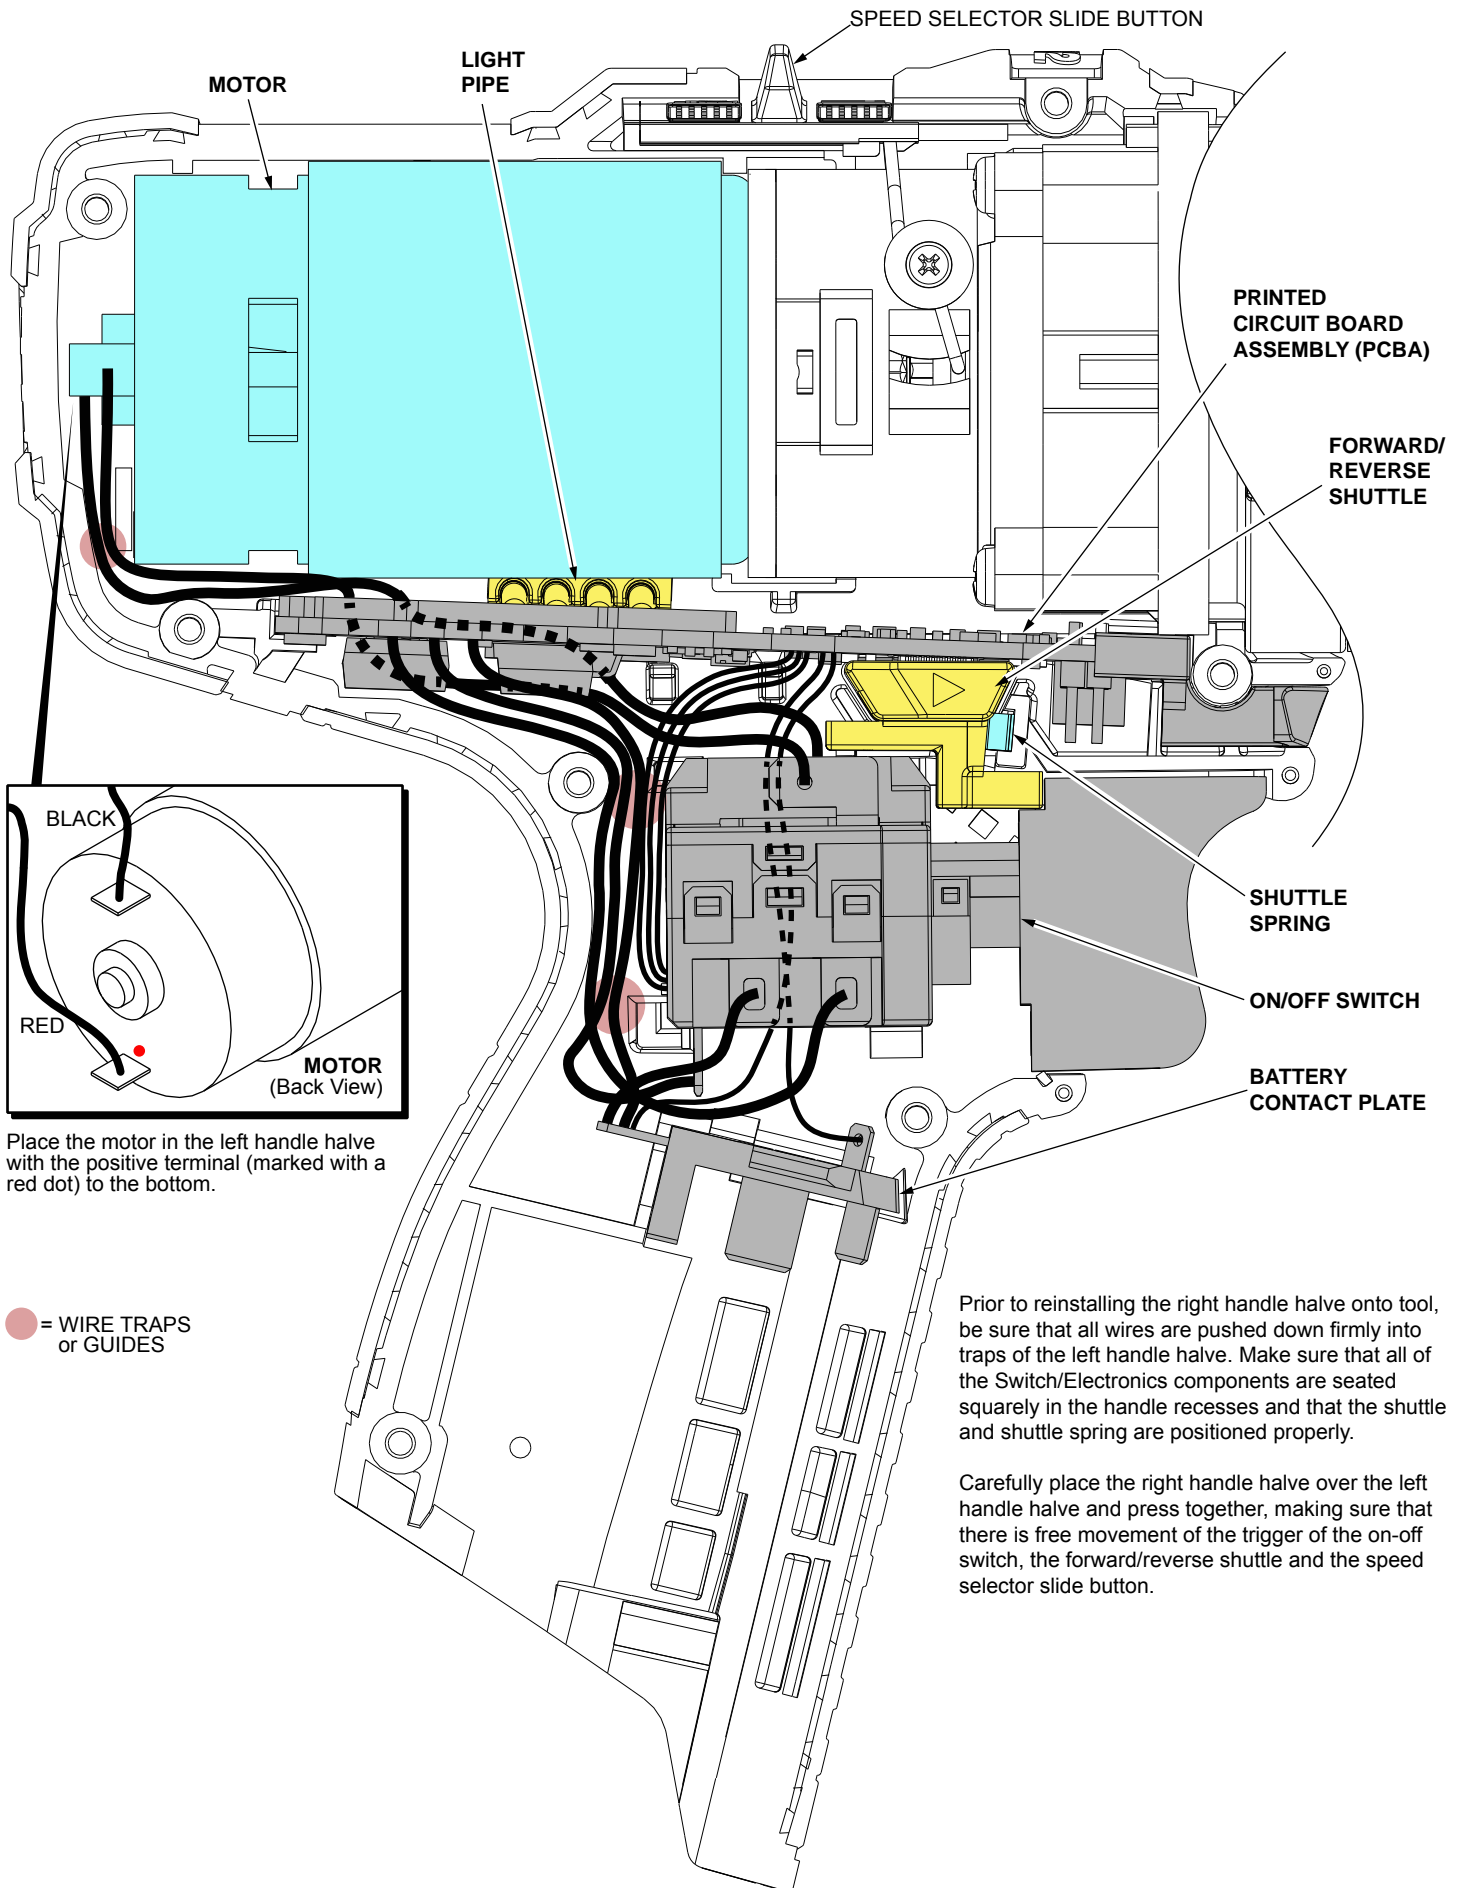 SPEED SELECTOR SLIDE BUTTON
LIGHT
PIPE
MOTOR
PRINTED
CIRCUIT BOARD
ASSEMBLY (PCBA)
FORWARD/
REVERSE
SHUTTLE
BLACK
RED
MOTOR
(Back View)
SHUTTLE
SPRING
ON/OFF SWITCH
BATTERY
CONTACT PLATE
Place the motor in the left handle halve
with the positive terminal (marked with a
red dot) to the bottom.
= WIRE TRAPS
or GUIDES
Prior to reinstalling the right handle halve onto tool,
be sure that all wires are pushed down firmly into
traps of the left handle halve. Make sure that all of
the Switch/Electronics components are seated
squarely in the handle recesses and that the shuttle
and shuttle spring are positioned properly.
Carefully place the right handle halve over the left
handle halve and press together, making sure that
there is free movement of the trigger of the on-off
switch, the forward/reverse shuttle and the speed
selector slide button.